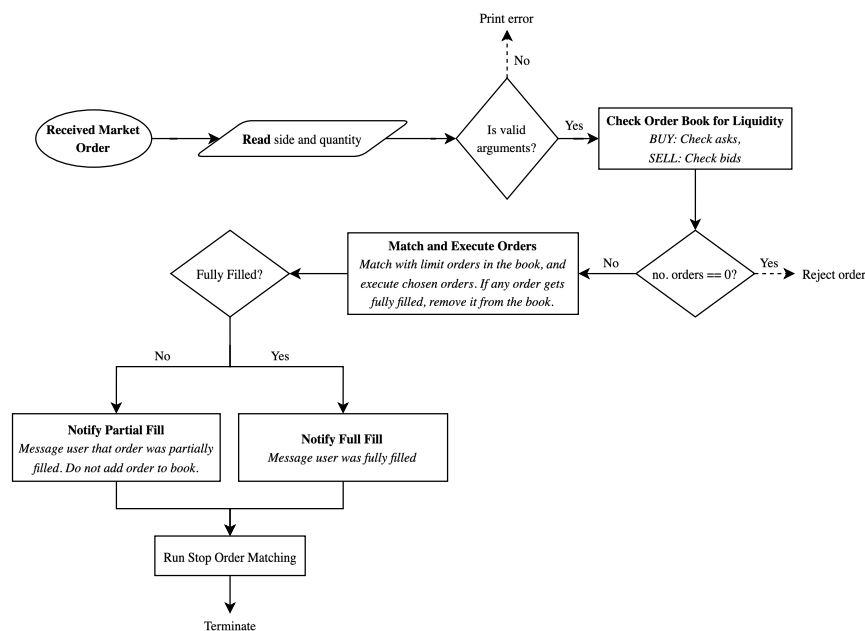 Print error
No
Received Market
Order
Read side and quantity
Is valid
arguments?
Yes
Check Order Book for Liquidity
BUY: Check asks,
SELL: Check bids
Fully Filled?
Match and Execute Orders
Match with limit orders in the book, and
execute chosen orders. If any order gets
fully filled, remove it from the book.
No
no. orders == 0?
Yes
Reject order
No
Yes
Notify Partial Fill
Message user that order was partially
filled. Do not add order to book.
Notify Full Fill
Message user was fully filled
Run Stop Order Matching
Terminate